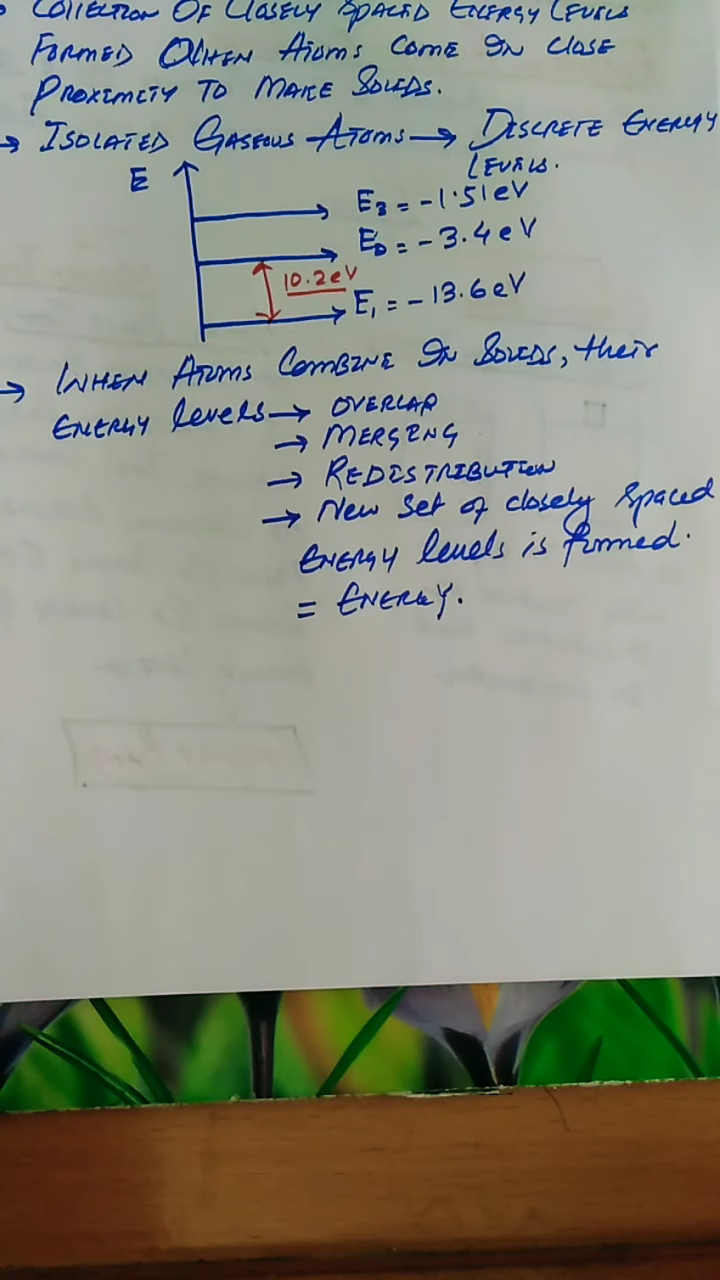 COLLECTION OF CLOSELY SPACED ENERGY LEVELS
FORMED WHEN ATOMS COME IN CLOSE
PROXIMITY TO MAKE SOLIDS.
→ ISOLATED GASEOUS ATOMS → DISCRETE ENERGY
LEVELS.
E
E₃ = -1.51eV
E₂ = -3.4eV
10.2eV
E₁ = -13.6eV
→ WHEN ATOMS COMBINE IN SOLIDS, their
ENERGY levels → OVERLAP
→ MERGING
→ REDISTRIBUTION
→ New Set of closely spaced
ENERGY levels is formed.
= ENERGY.